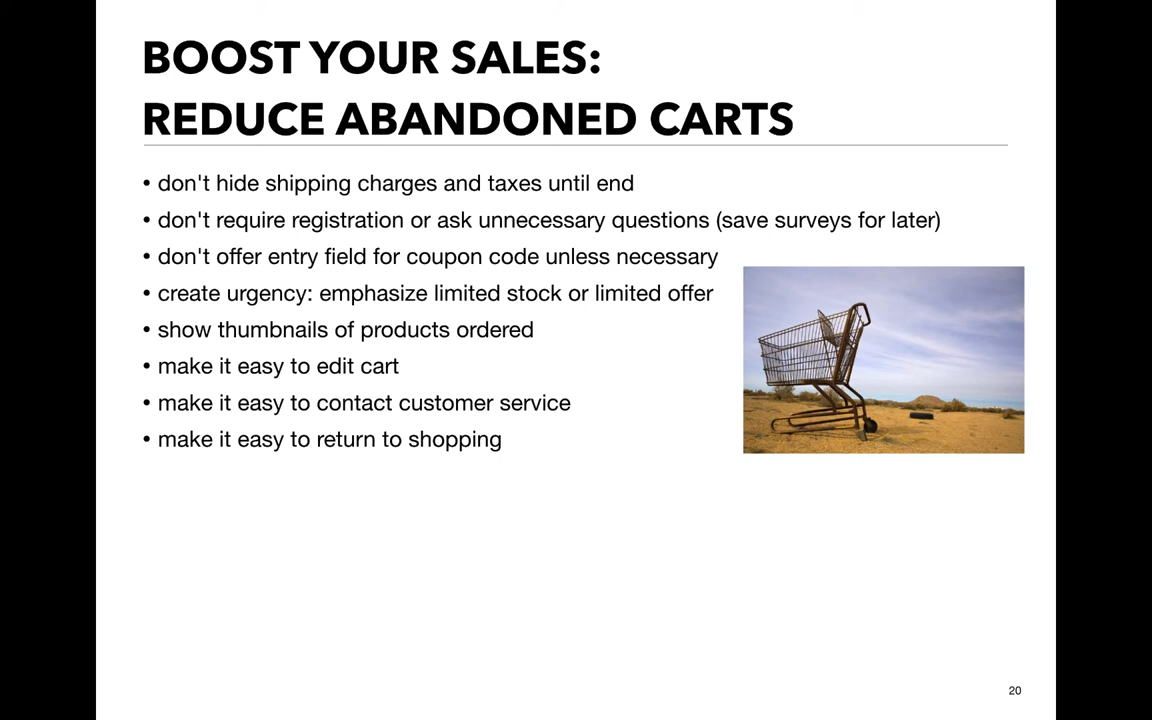 BOOST YOUR SALES:
REDUCE ABANDONED CARTS
• don't hide shipping charges and taxes until end
• don't require registration or ask unnecessary questions (save surveys for later)
• don't offer entry field for coupon code unless necessary
• create urgency: emphasize limited stock or limited offer
• show thumbnails of products ordered
• make it easy to edit cart
• make it easy to contact customer service
• make it easy to return to shopping
20